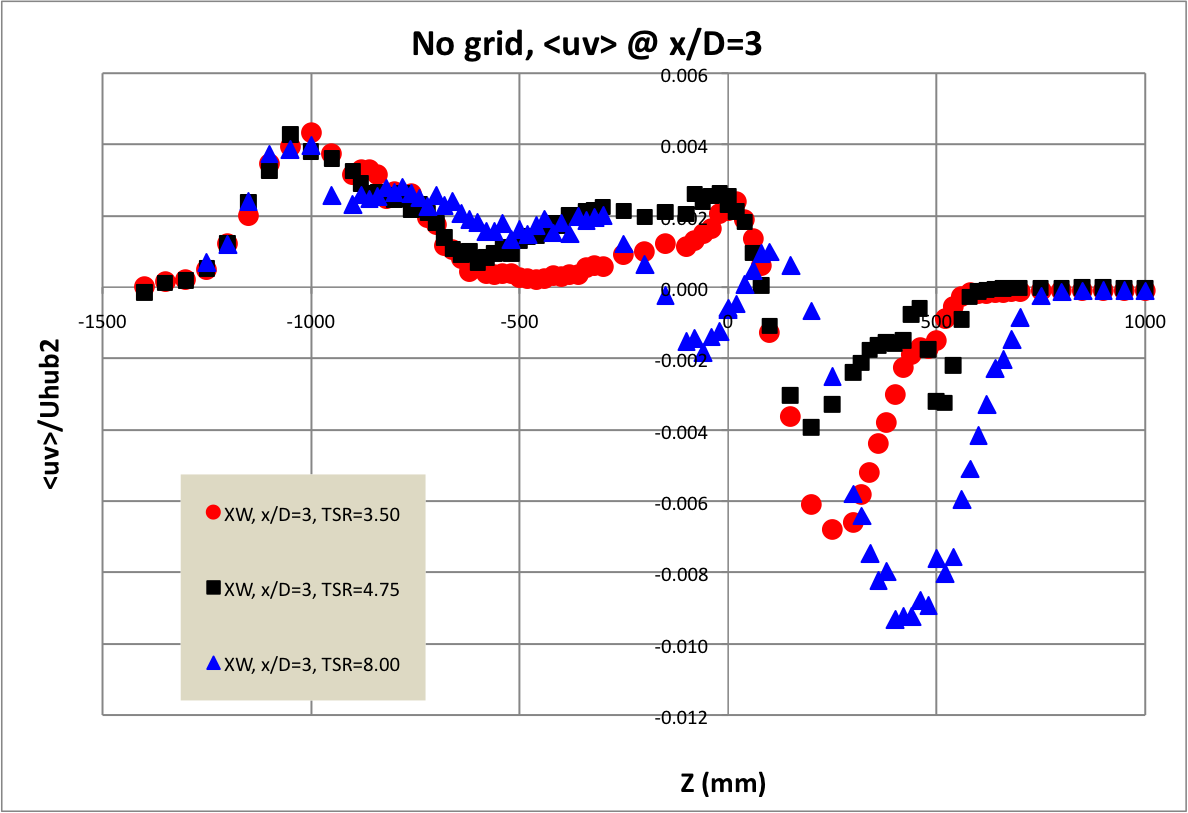 No grid, <uv> @ x/D=3
0.006
0.004
0.002
0.000
-1500
-1000
-500
0
500
1000
-0.002
-0.004
-0.006
-0.008
-0.010
-0.012
<uv>/Uhub2
XW, x/D=3, TSR=3.50
XW, x/D=3, TSR=4.75
XW, x/D=3, TSR=8.00
Z (mm)